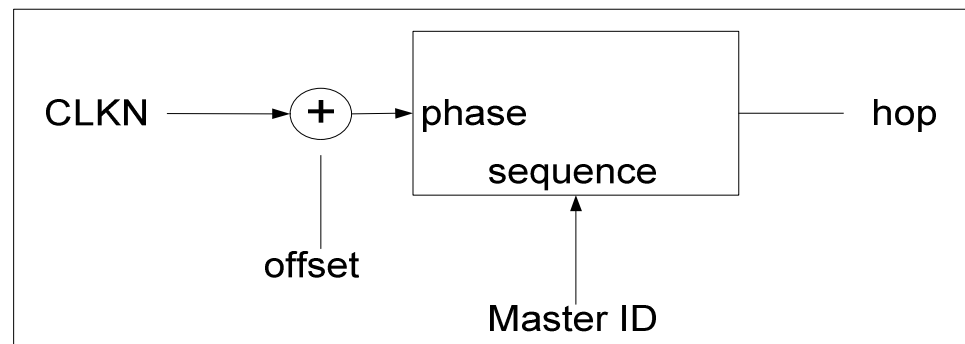 CLKN
+
phase
hop
sequence
offset
Master ID